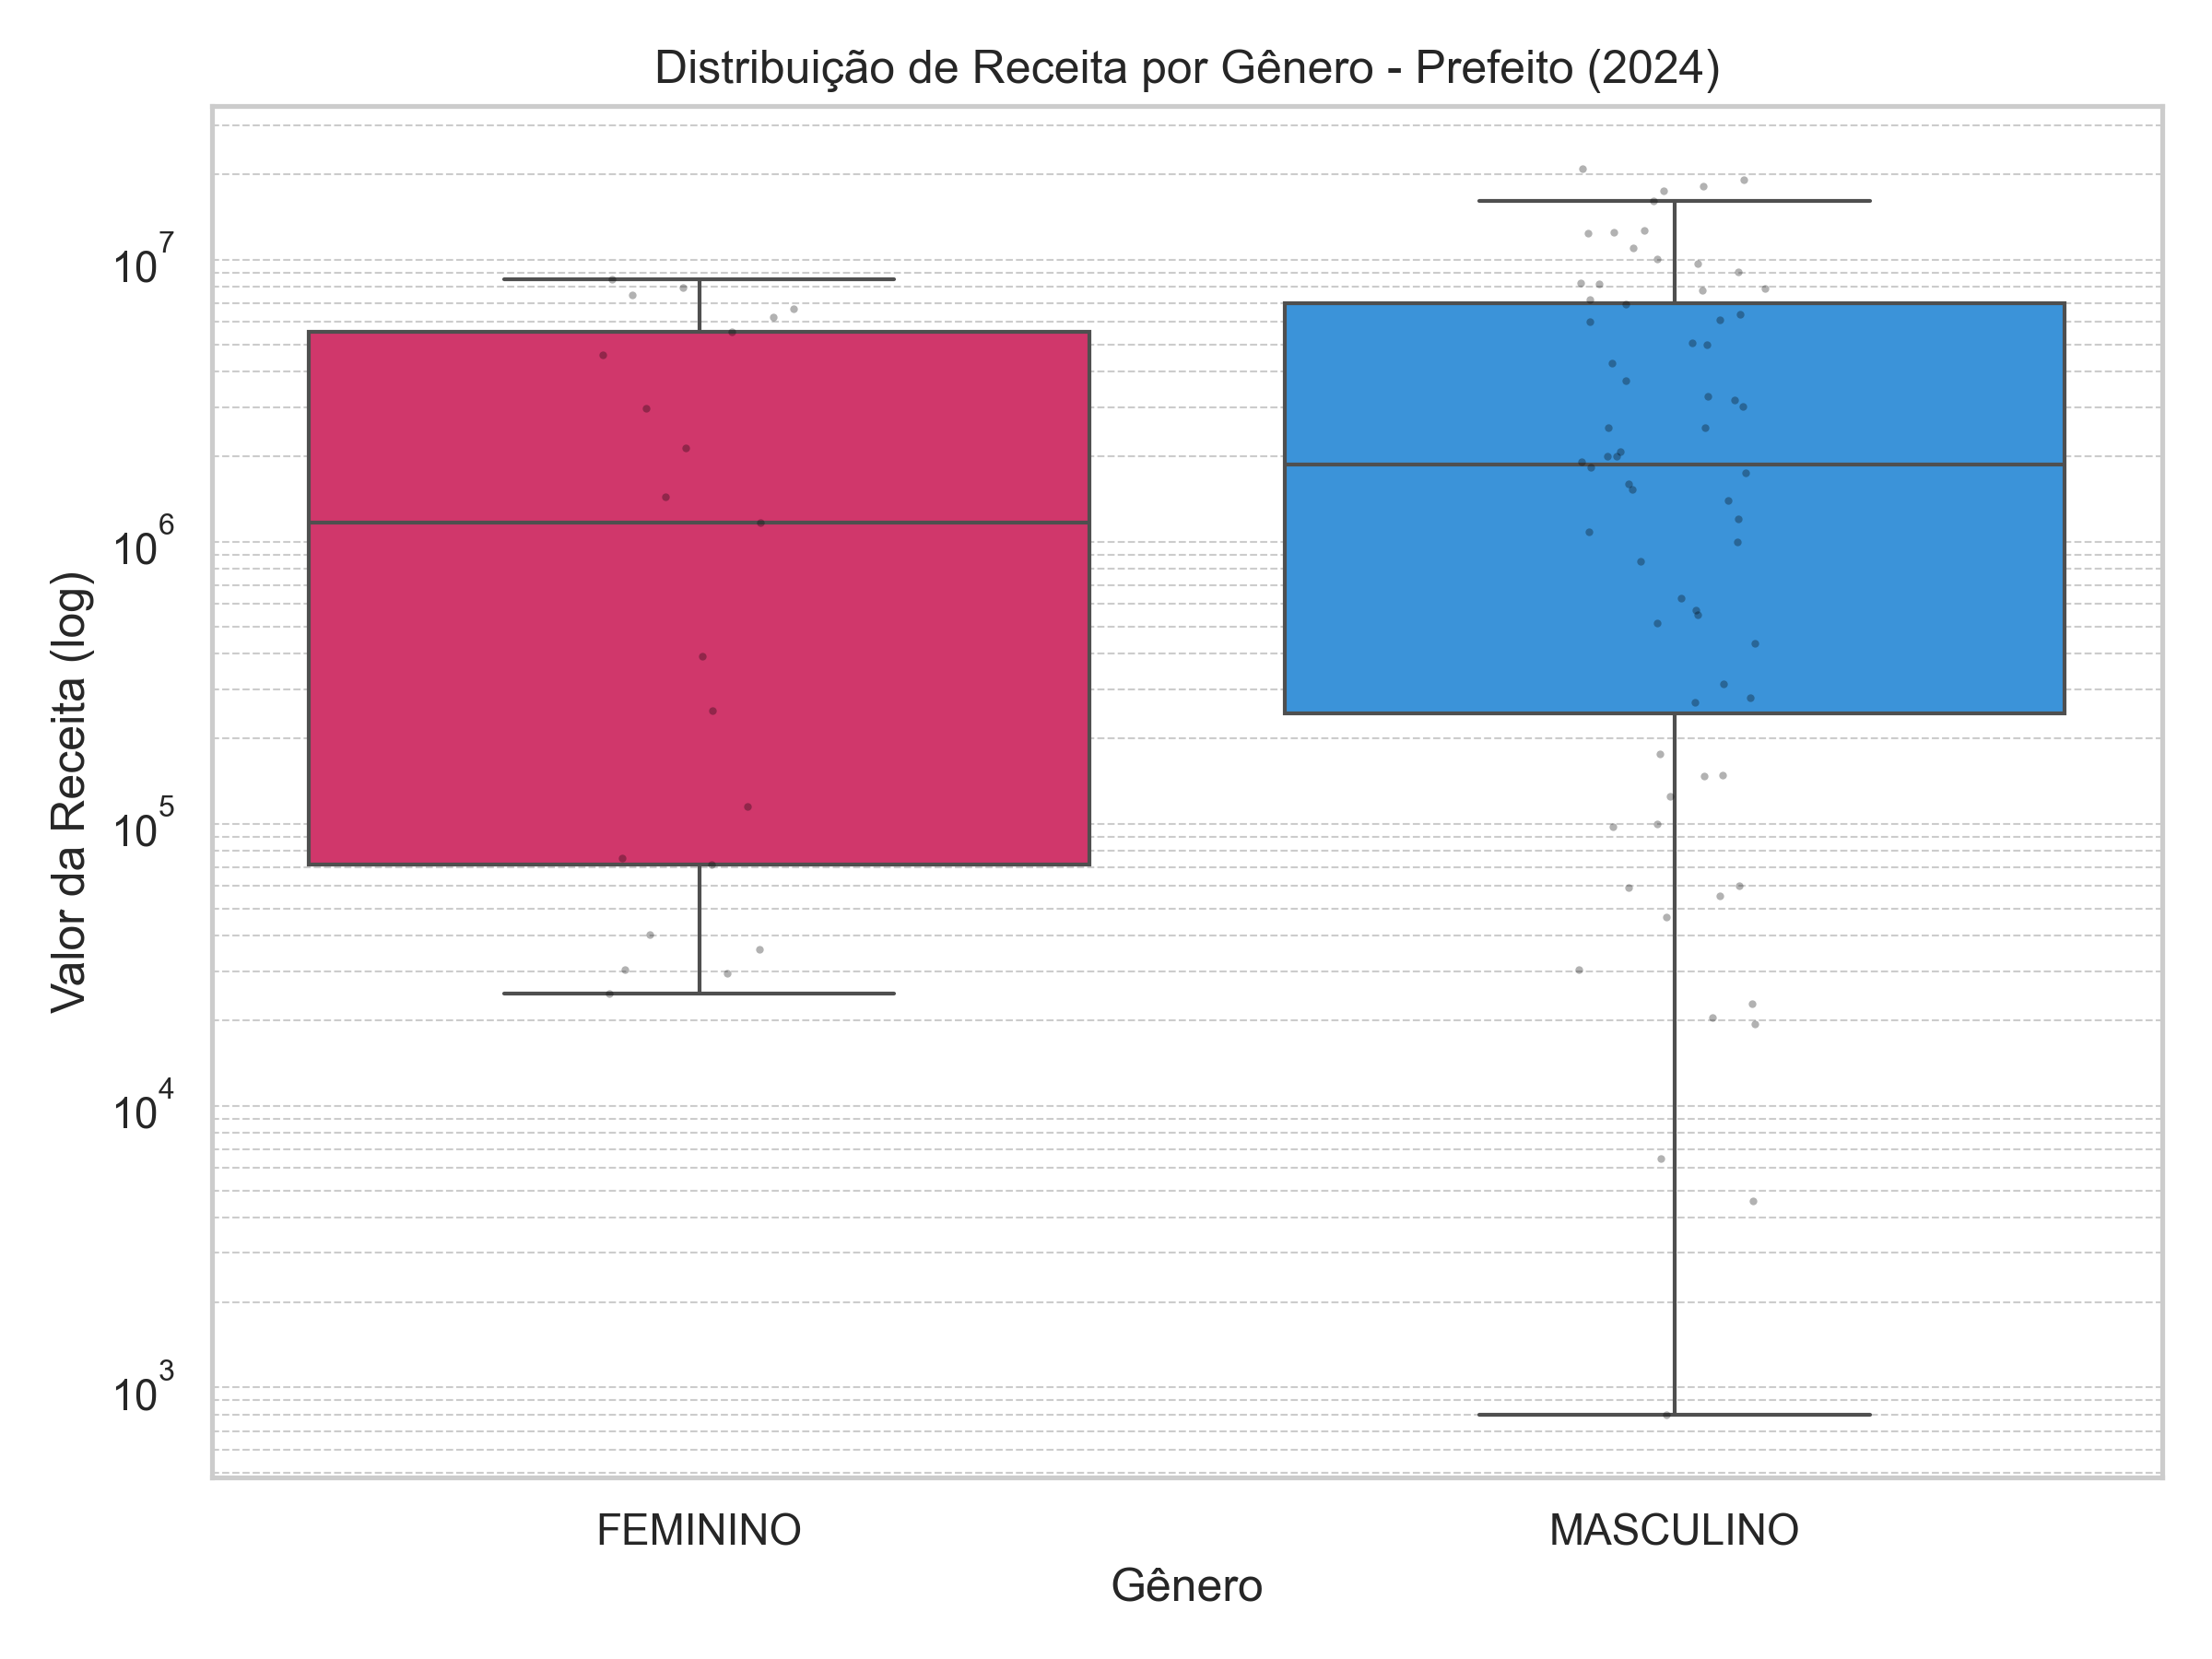 Distribuição de Receita por Gênero - Prefeito (2024)
Valor da Receita (log)
10^7
10^6
10^5
10^4
10^3
FEMININO
MASCULINO
Gênero